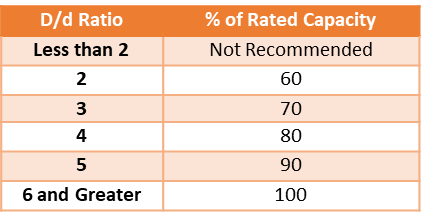 D/d Ratio % of Rated Capacity
Less than 2 Not Recommended
2 60
3 70
4 80
5 90
6 and Greater 100